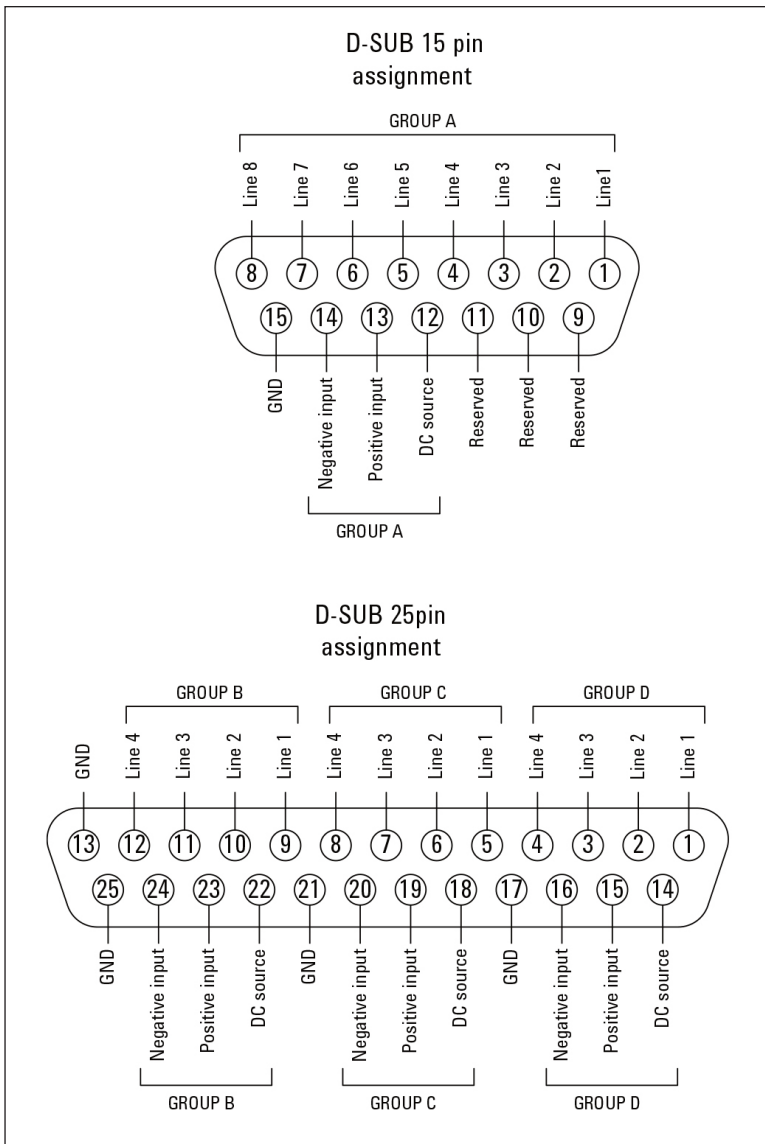 D-SUB 15 pin
assignment
GROUP A
Line 8 Line 7 Line 6 Line 5 Line 4 Line 3 Line 2 Line1
8 7 6 5 4 3 2 1
15 14 13 12 11 10 9
GND Negative input Positive input DC source Reserved Reserved Reserved
GROUP A
D-SUB 25pin
assignment
GROUP B GROUP C GROUP D
GND Line 4 Line 3 Line 2 Line 1 Line 4 Line 3 Line 2 Line 1 Line 4 Line 3 Line 2 Line 1
13 12 11 10 9 8 7 6 5 4 3 2 1
25 24 23 22 21 20 19 18 17 16 15 14
GND Negative input Positive input DC source GND Negative input Positive input DC source GND Negative input Positive input DC source
GROUP B GROUP C GROUP D